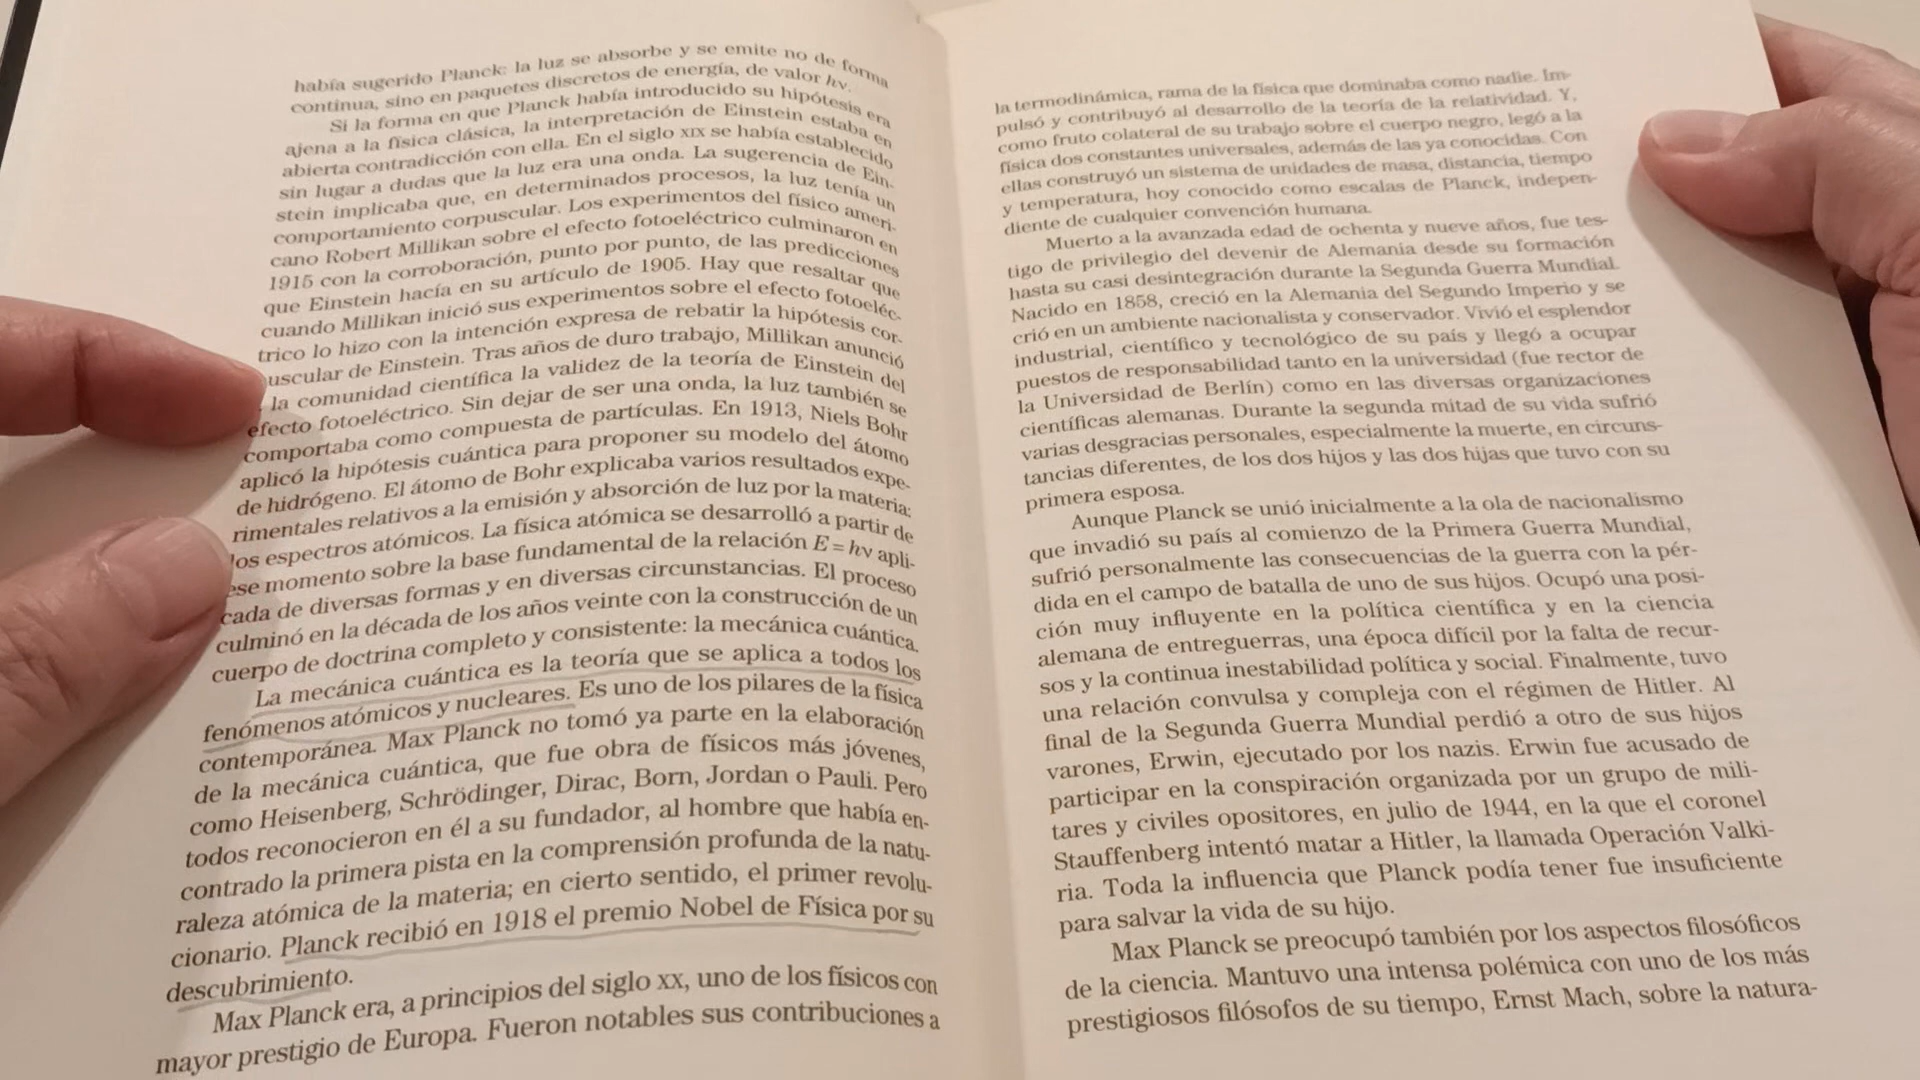 había sugerido Planck: la luz se absorbe y se emite no de forma
continua, sino en paquetes discretos de energía, de valor hv.
Si la forma en que Planck había introducido su hipótesis era
ajena a la física clásica, la interpretación de Einstein estaba en
abierta contradicción con ella. En el siglo XIX se había establecido
sin lugar a dudas que la luz era una onda. La sugerencia de Ein-
stein implicaba que, en determinados procesos, la luz tenía un
comportamiento corpuscular. Los experimentos del físico ameri-
cano Robert Millikan sobre el efecto fotoeléctrico culminaron en
1915 con la corroboración, punto por punto, de las predicciones
que Einstein hacía en su artículo de 1905. Hay que resaltar que
cuando Millikan inició sus experimentos sobre el efecto fotoeléc-
trico lo hizo con la intención expresa de rebatir la hipótesis cor-
uscular de Einstein. Tras años de duro trabajo, Millikan anunció
la comunidad científica la validez de la teoría de Einstein del
efecto fotoeléctrico. Sin dejar de ser una onda, la luz también se
comportaba como compuesta de partículas. En 1913, Niels Bohr
aplicó la hipótesis cuántica para proponer su modelo del átomo
de hidrógeno. El átomo de Bohr explicaba varios resultados expe-
rimentales relativos a la emisión y absorción de luz por la materia:
los espectros atómicos. La física atómica se desarrolló a partir de
ese momento sobre la base fundamental de la relación E = hv apli-
cada de diversas formas y en diversas circunstancias. El proceso
culminó en la década de los años veinte con la construcción de un
cuerpo de doctrina completo y consistente: la mecánica cuántica.
La mecánica cuántica es la teoría que se aplica a todos los
fenómenos atómicos y nucleares. Es uno de los pilares de la física
contemporánea. Max Planck no tomó ya parte en la elaboración
de la mecánica cuántica, que fue obra de físicos más jóvenes,
como Heisenberg, Schrödinger, Dirac, Born, Jordan o Pauli. Pero
todos reconocieron en él a su fundador, al hombre que había en-
contrado la primera pista en la comprensión profunda de la natu-
raleza atómica de la materia; en cierto sentido, el primer revolu-
cionario. Planck recibió en 1918 el premio Nobel de Física por su
descubrimiento.
Max Planck era, a principios del siglo XX, uno de los físicos con
mayor prestigio de Europa. Fueron notables sus contribuciones a
la termodinámica, rama de la física que dominaba como nadie. Im-
pulsó y contribuyó al desarrollo de la teoría de la relatividad. Y,
como fruto colateral de su trabajo sobre el cuerpo negro, legó a la
física dos constantes universales, además de las ya conocidas. Con
ellas construyó un sistema de unidades de masa, distancia, tiempo
y temperatura, hoy conocido como escalas de Planck, indepen-
diente de cualquier convención humana.
Muerto a la avanzada edad de ochenta y nueve años, fue tes-
tigo de privilegio del devenir de Alemania desde su formación
hasta su casi desintegración durante la Segunda Guerra Mundial.
Nacido en 1858, creció en la Alemania del Segundo Imperio y se
crió en un ambiente nacionalista y conservador. Vivió el esplendor
industrial, científico y tecnológico de su país y llegó a ocupar
puestos de responsabilidad tanto en la universidad (fue rector de
la Universidad de Berlín) como en las diversas organizaciones
científicas alemanas. Durante la segunda mitad de su vida sufrió
varias desgracias personales, especialmente la muerte, en circuns-
tancias diferentes, de los dos hijos y las dos hijas que tuvo con su
primera esposa.
Aunque Planck se unió inicialmente a la ola de nacionalismo
que invadió su país al comienzo de la Primera Guerra Mundial,
sufrió personalmente las consecuencias de la guerra con la pér-
dida en el campo de batalla de uno de sus hijos. Ocupó una posi-
ción muy influyente en la política científica y en la ciencia
alemana de entreguerras, una época difícil por la falta de recur-
sos y la continua inestabilidad política y social. Finalmente, tuvo
una relación convulsa y compleja con el régimen de Hitler. Al
final de la Segunda Guerra Mundial perdió a otro de sus hijos
varones, Erwin, ejecutado por los nazis. Erwin fue acusado de
participar en la conspiración organizada por un grupo de mili-
tares y civiles opositores, en julio de 1944, en la que el coronel
Stauffenberg intentó matar a Hitler, la llamada Operación Valki-
ria. Toda la influencia que Planck podía tener fue insuficiente
para salvar la vida de su hijo.
Max Planck se preocupó también por los aspectos filosóficos
de la ciencia. Mantuvo una intensa polémica con uno de los más
prestigiosos filósofos de su tiempo, Ernst Mach, sobre la natura-